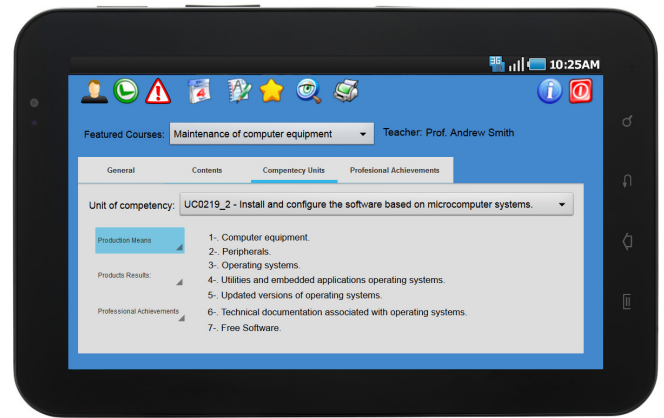 3G 10:25AM
4
Featured Courses: Maintenance of computer equipment Teacher: Prof. Andrew Smith
General Contents Compentecy Units Profesional Achievements
Unit of competency: UC0219_2 - Install and configure the software based on microcomputer systems.
Production Means
Products Results:
Professional Achievements
1-. Computer equipment.
2-. Peripherals.
3-. Operating systems.
4-. Utilities and embedded applications operating systems.
5-. Updated versions of operating systems.
6-. Technical documentation associated with operating systems.
7-. Free Software.